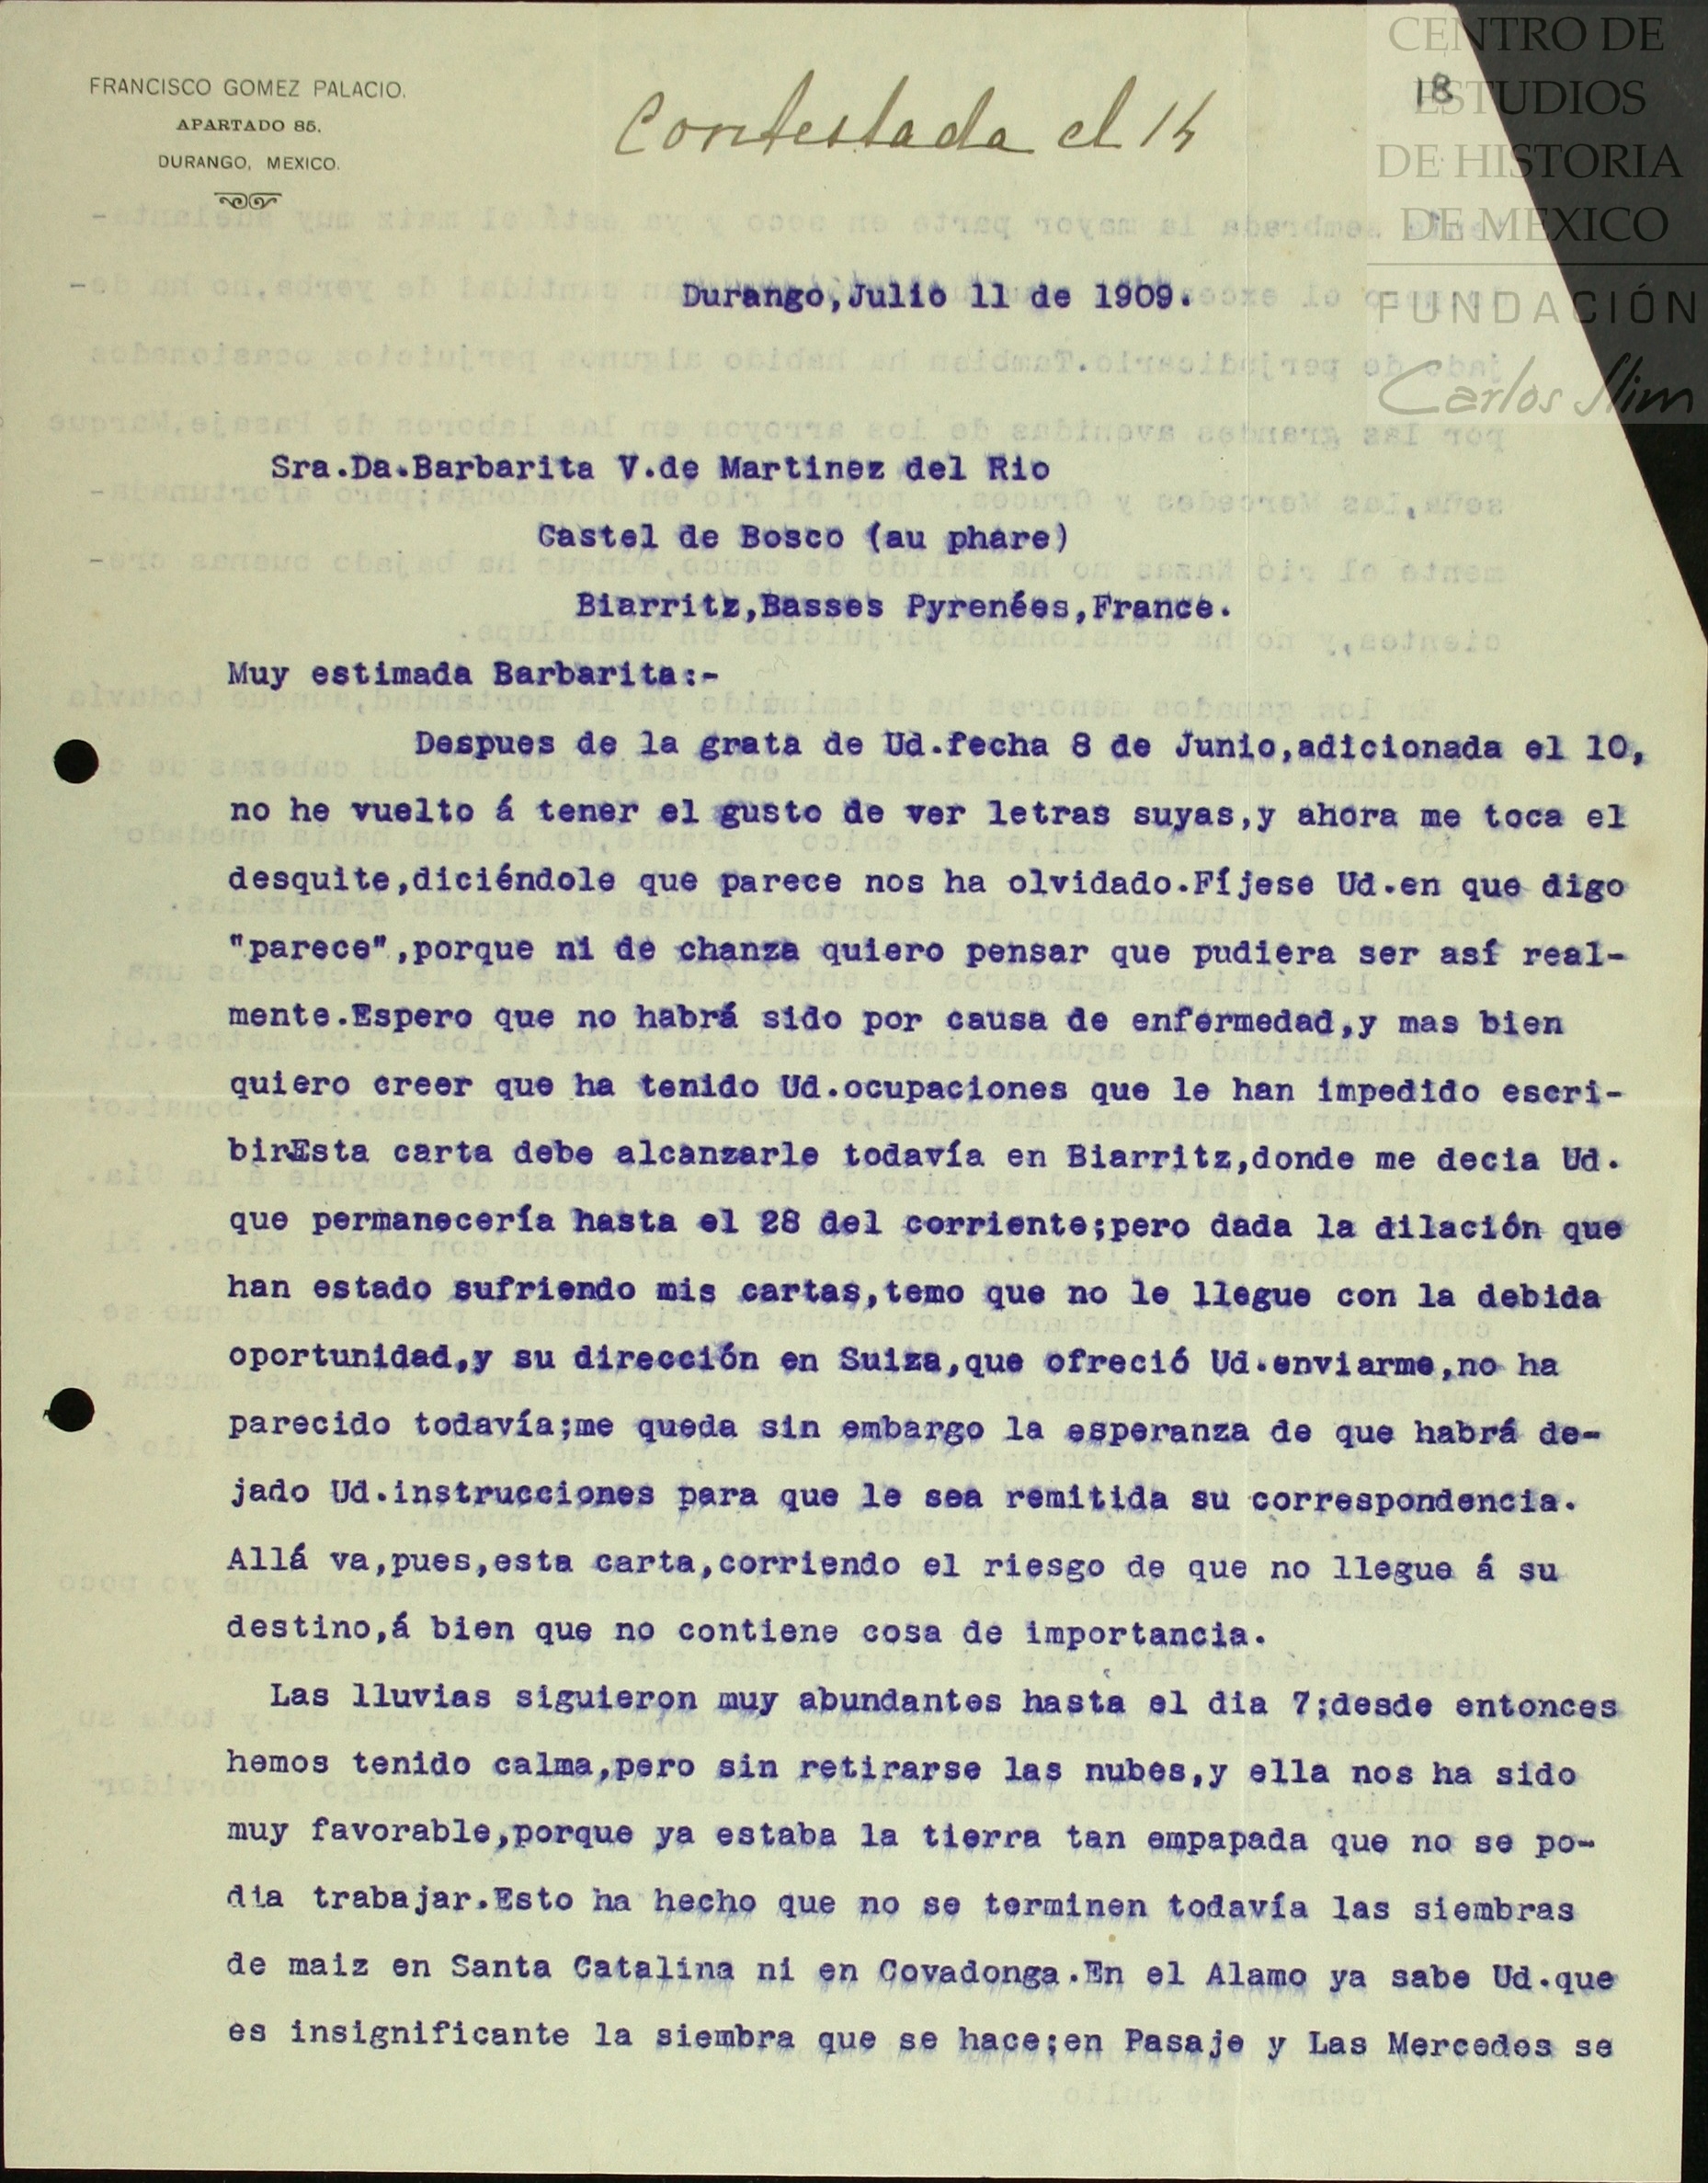 FRANCISCO GOMEZ PALACIO.
APARTADO 85.
DURANGO, MEXICO.
Contestada el 14
18
CENTRO DE
ESTUDIOS
DE HISTORIA
DE MEXICO
FUNDACIÓN
Carlos Slim
Durango,Julio 11 de 1909.
Sra.Da.Barbarita V.de Martinez del Rio
Castel de Bosco (au phare)
Biarritz,Basses Pyrenées,France.
Muy estimada Barbarita:-
Despues de la grata de Ud.fecha 8 de Junio,adicionada el 10,
no he vuelto á tener el gusto de ver letras suyas,y ahora me toca el
desquite,diciéndole que parece nos ha olvidado.Fíjese Ud.en que digo
"parece",porque ni de chanza quiero pensar que pudiera ser así real-
mente.Espero que no habrá sido por causa de enfermedad,y mas bien
quiero creer que ha tenido Ud.ocupaciones que le han impedido escri-
bir.Esta carta debe alcanzarle todavía en Biarritz,donde me decia Ud.
que permanecería hasta el 28 del corriente;pero dada la dilación que
han estado sufriendo mis cartas,temo que no le llegue con la debida
oportunidad,y su dirección en Suiza,que ofreció Ud.enviarme,no ha
parecido todavía;me queda sin embargo la esperanza de que habrá de-
jado Ud.instrucciones para que le sea remitida su correspondencia.
Allá va,pues,esta carta,corriendo el riesgo de que no llegue á su
destino,á bien que no contiene cosa de importancia.
Las lluvias siguieron muy abundantes hasta el dia 7;desde entonces
hemos tenido calma,pero sin retirarse las nubes,y ella nos ha sido
muy favorable,porque ya estaba la tierra tan empapada que no se po-
dia trabajar.Esto ha hecho que no se terminen todavía las siembras
de maiz en Santa Catalina ni en Covadonga.En el Alamo ya sabe Ud.que
es insignificante la siembra que se hace;en Pasaje y Las Mercedes se